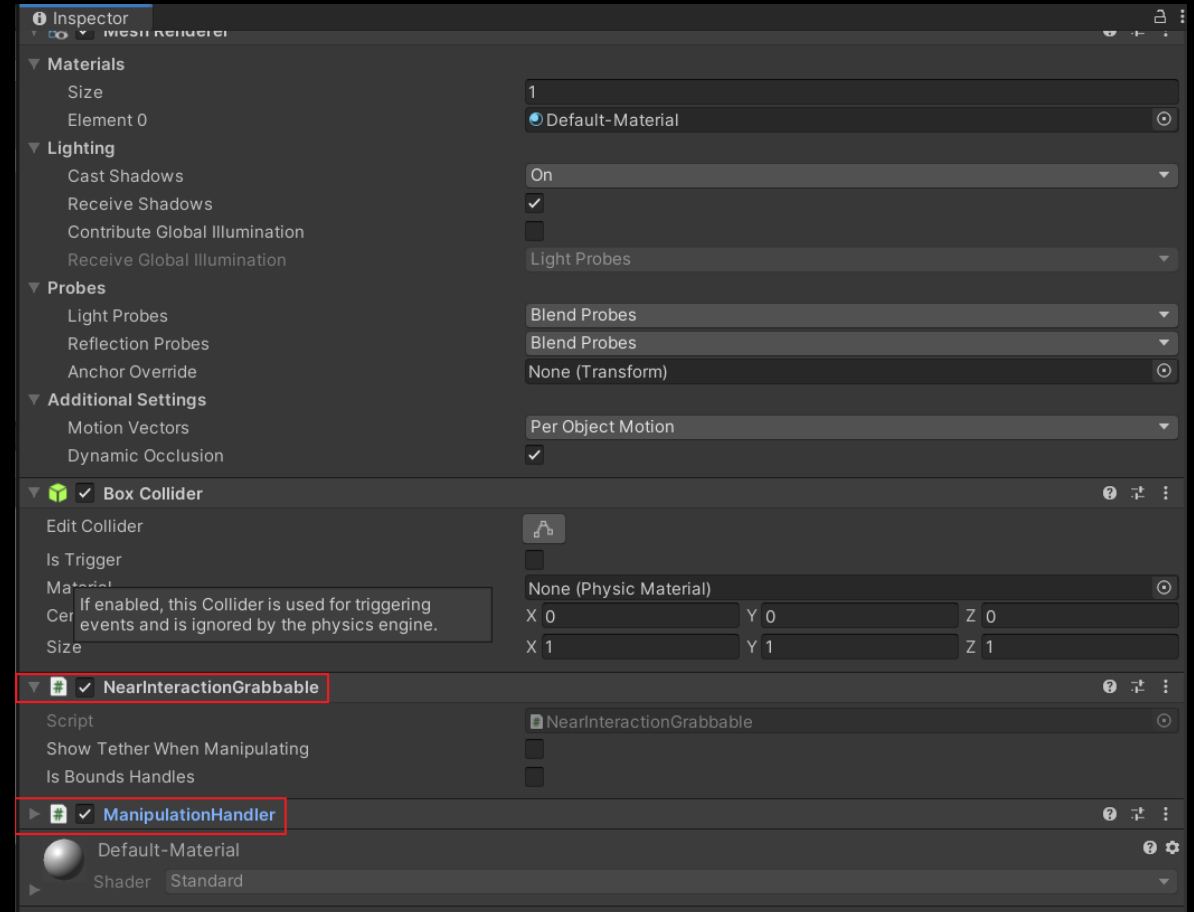 Inspector
Mesh Renderer
Materials
Size 1
Element 0 Default-Material
Lighting
Cast Shadows On
Receive Shadows
Contribute Global Illumination
Receive Global Illumination Light Probes
Probes
Light Probes Blend Probes
Reflection Probes Blend Probes
Anchor Override None (Transform)
Additional Settings
Motion Vectors Per Object Motion
Dynamic Occlusion
Box Collider
Edit Collider
Is Trigger
Material None (Physic Material)
If enabled, this Collider is used for triggering
events and is ignored by the physics engine.
Cen X 0 Y 0 Z 0
Size X 1 Y 1 Z 1
# NearInteractionGrabbable
Script # NearInteractionGrabbable
Show Tether When Manipulating
Is Bounds Handles
# ManipulationHandler
Default-Material
Shader Standard